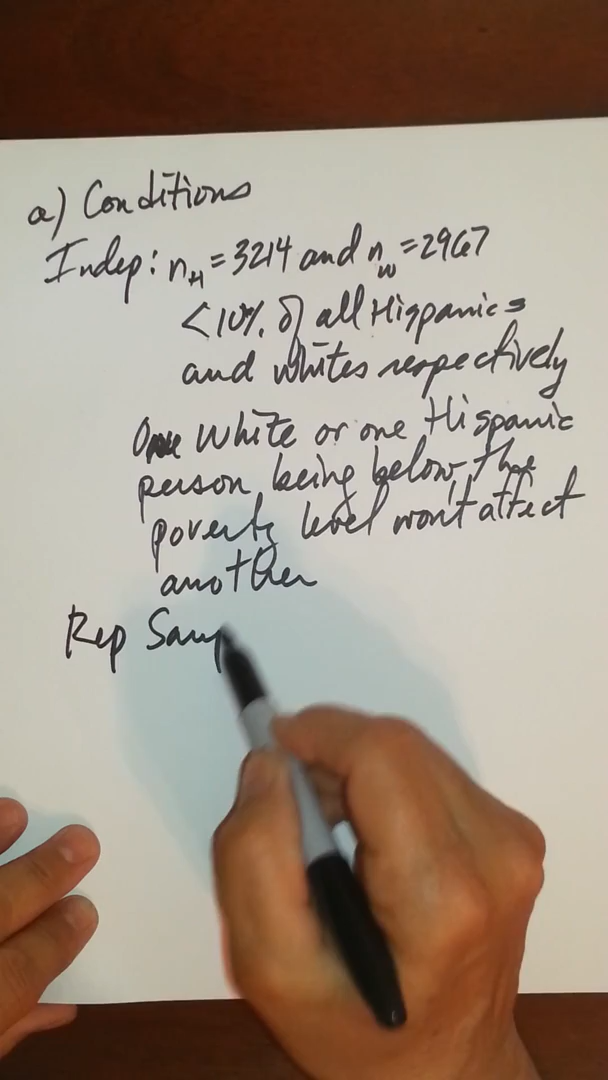 a) Conditions
Indep: nH = 3214 and nw = 2967
< 10% of all Hispanics
and whites respectively
One white or one Hispanic
person being below the
poverty level won't affect
another
Rep Samp